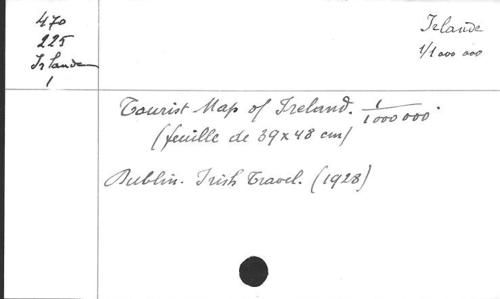 470
225
Irlande
1
Irlande
1/1 000 000
Tourist Map of Ireland. 1/1 000 000.
(feuille de 39 x 48 cm)
Dublin. Irish Travel. (1928)